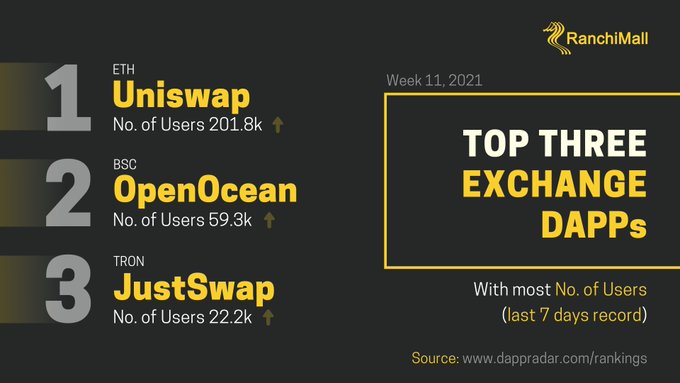 RanchiMall
1
ETH
Uniswap
No. of Users 201.8k
2
BSC
OpenOcean
No. of Users 59.3k
3
TRON
JustSwap
No. of Users 22.2k
Week 11, 2021
TOP THREE
EXCHANGE
DAPPs
With most No. of Users
(last 7 days record)
Source: www.dappradar.com/rankings